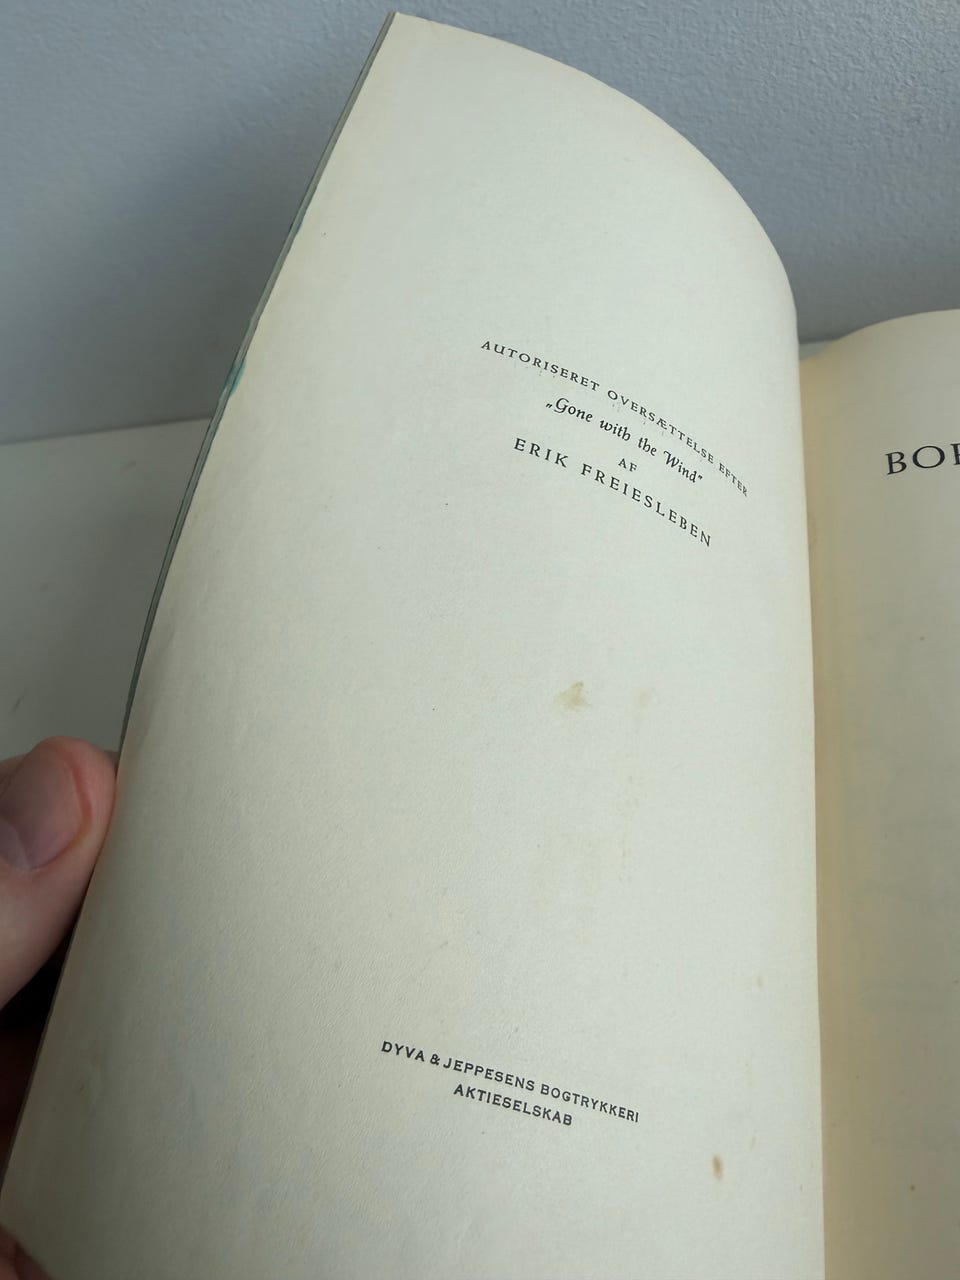 AUTORISERET OVERSÆTTELSE EFTER
„Gone with the Wind”
AF
ERIK FREIESLEBEN
DYVA & JEPPESENS BOGTRYKKERI
AKTIESELSKAB